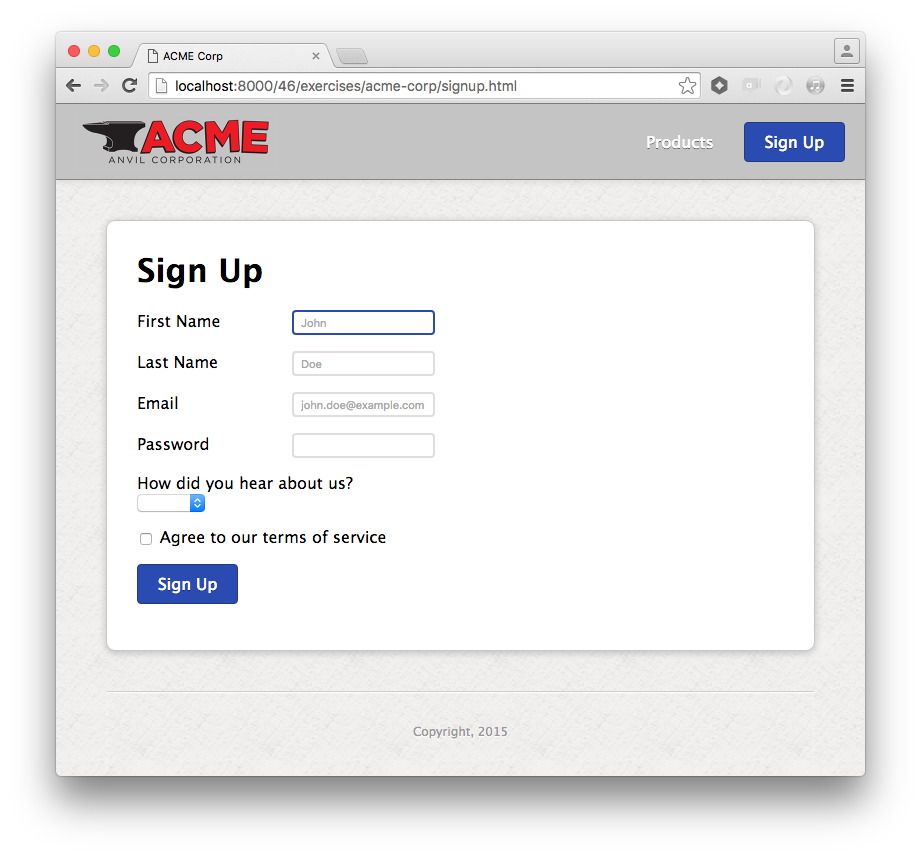 ACME Corp
localhost:8000/46/exercises/acme-corp/signup.html
ACME
ANVIL CORPORATION
Products
Sign Up
Sign Up
First Name
John
Last Name
Doe
Email
john.doe@example.com
Password
How did you hear about us?
Agree to our terms of service
Sign Up
Copyright, 2015